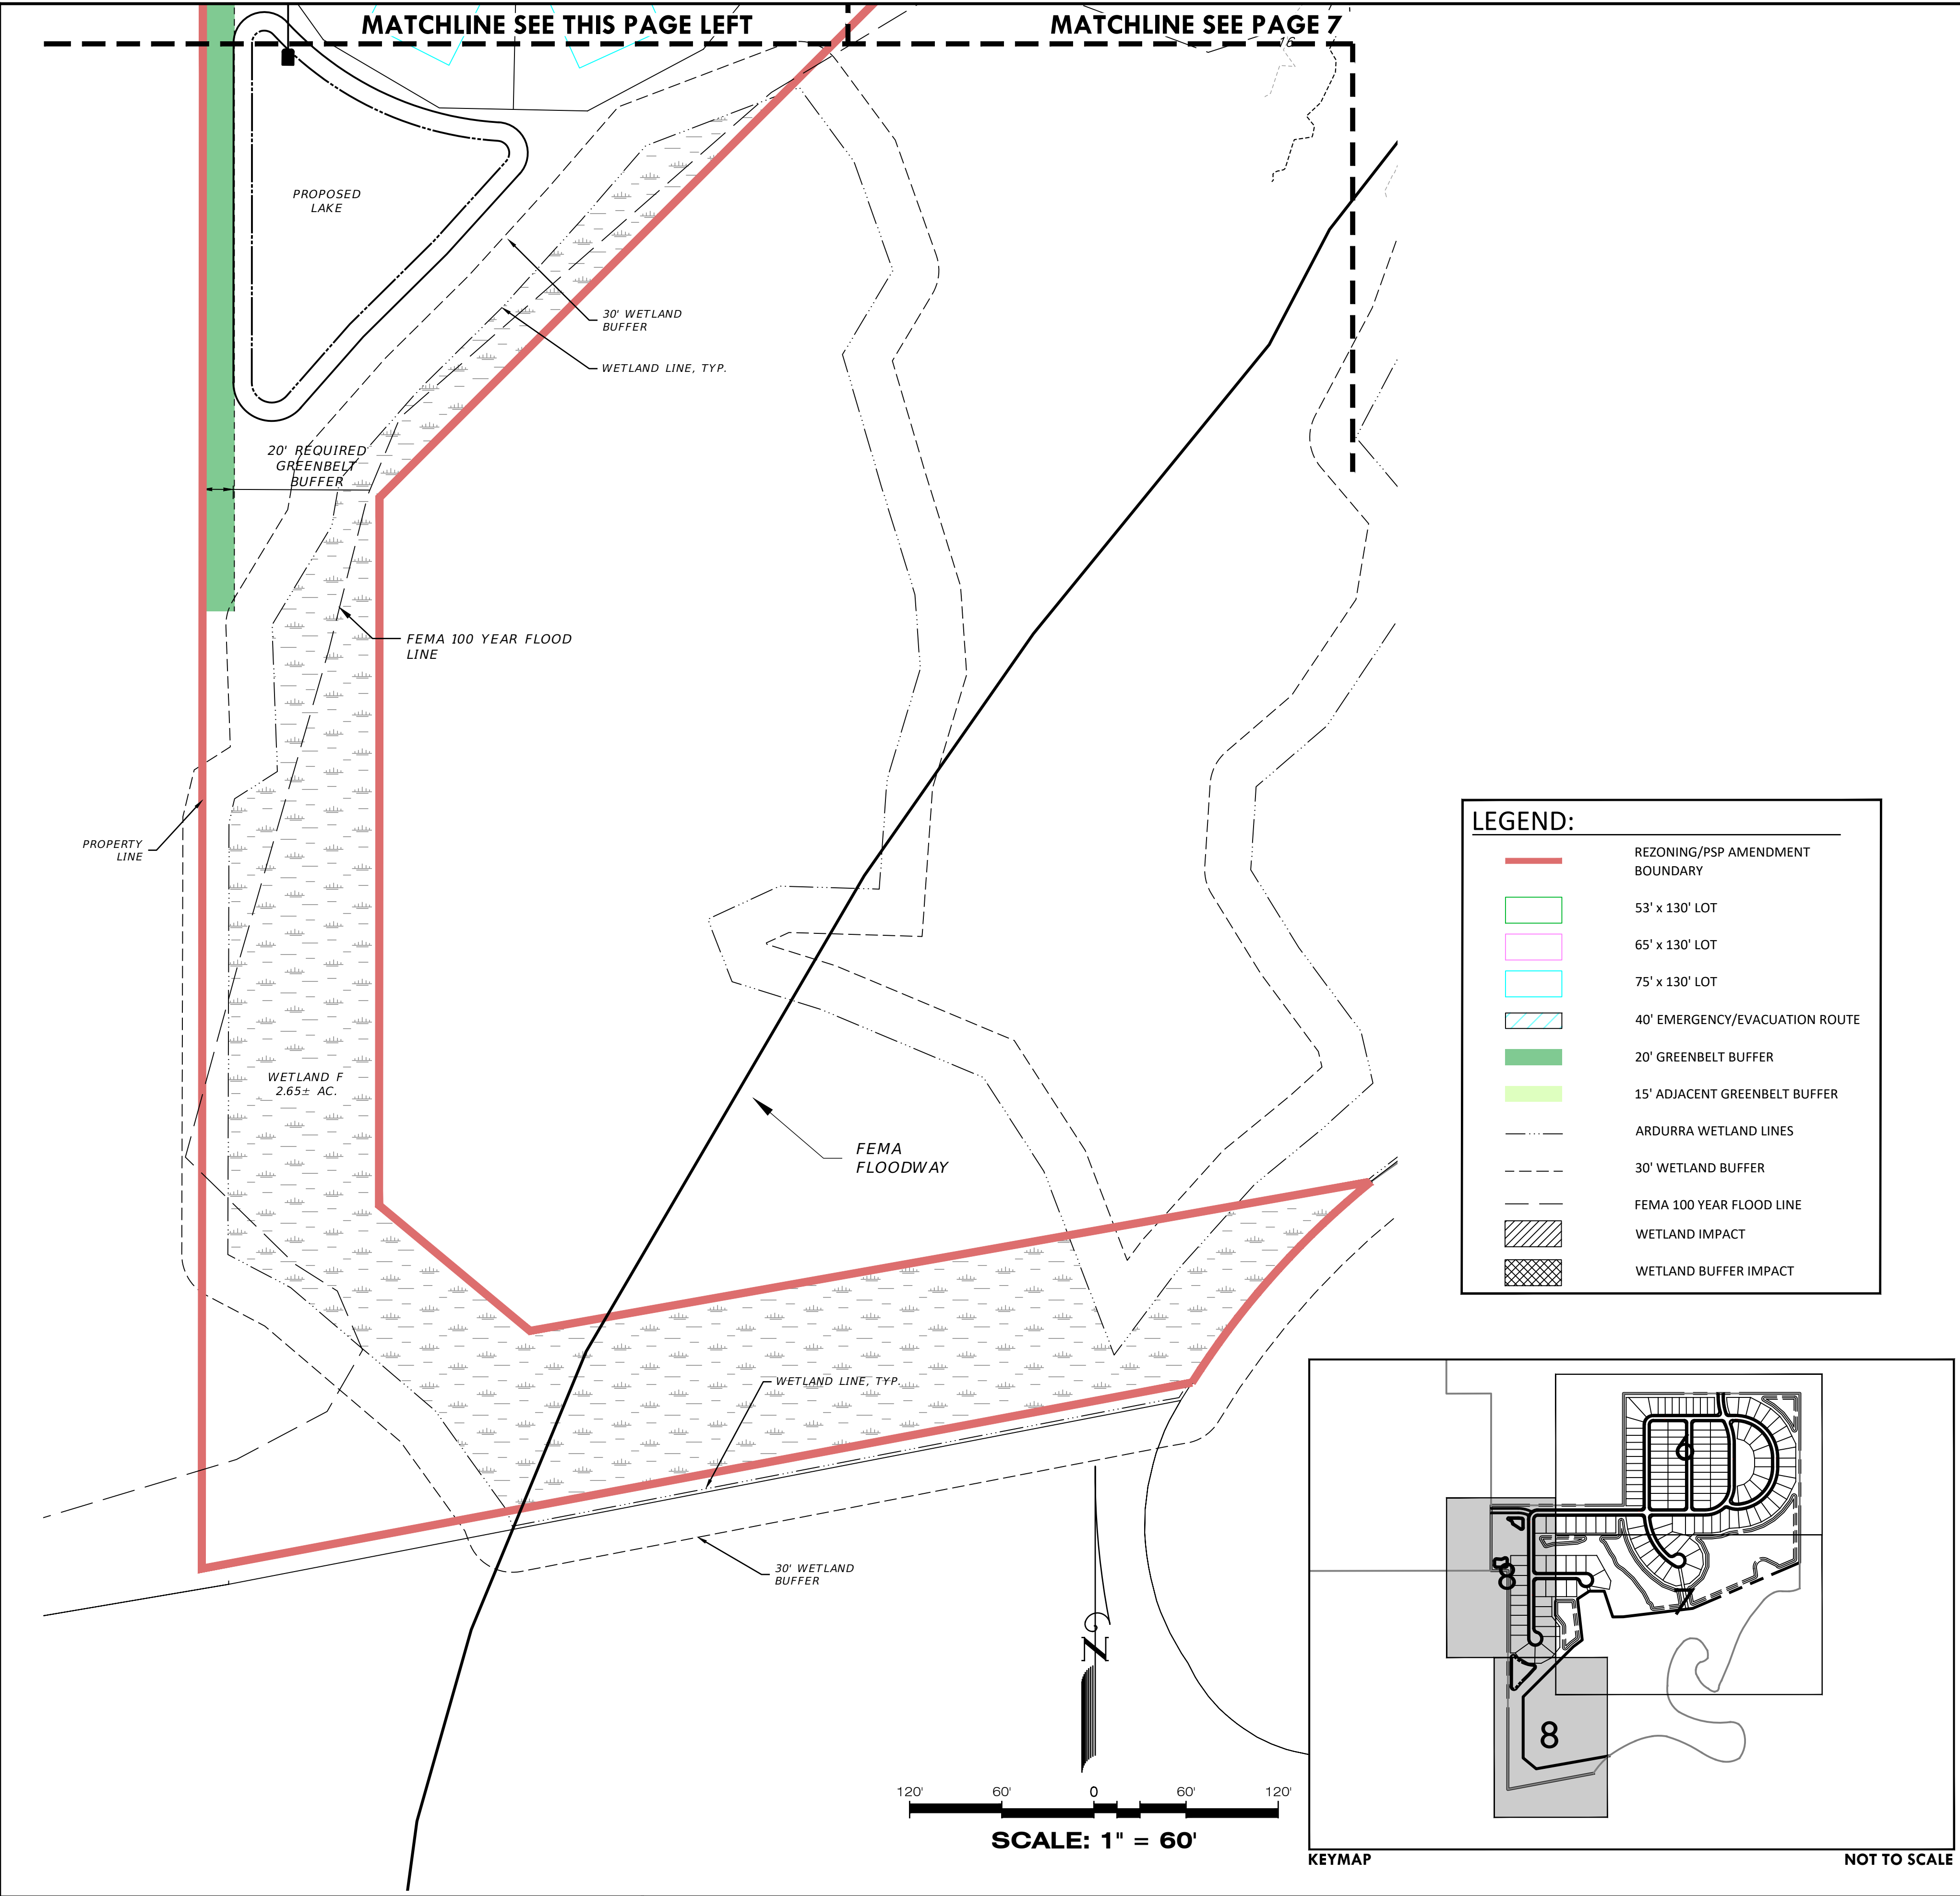 MATCHLINE SEE THIS PAGE LEFT
MATCHLINE SEE PAGE 7
16
PROPOSED
LAKE
30' WETLAND
BUFFER
WETLAND LINE, TYP.
20' REQUIRED
GREENBELT
BUFFER
FEMA 100 YEAR FLOOD
LINE
PROPERTY
LINE
WETLAND F
2.65± AC.
FEMA
FLOODWAY
WETLAND LINE, TYP.
30' WETLAND
BUFFER
LEGEND:
REZONING/PSP AMENDMENT
BOUNDARY
53' x 130' LOT
65' x 130' LOT
75' x 130' LOT
40' EMERGENCY/EVACUATION ROUTE
20' GREENBELT BUFFER
15' ADJACENT GREENBELT BUFFER
ARDURRA WETLAND LINES
30' WETLAND BUFFER
FEMA 100 YEAR FLOOD LINE
WETLAND IMPACT
WETLAND BUFFER IMPACT
N
120' 60' 0 60' 120'
SCALE: 1" = 60'
6
8
7
8
KEYMAP
NOT TO SCALE